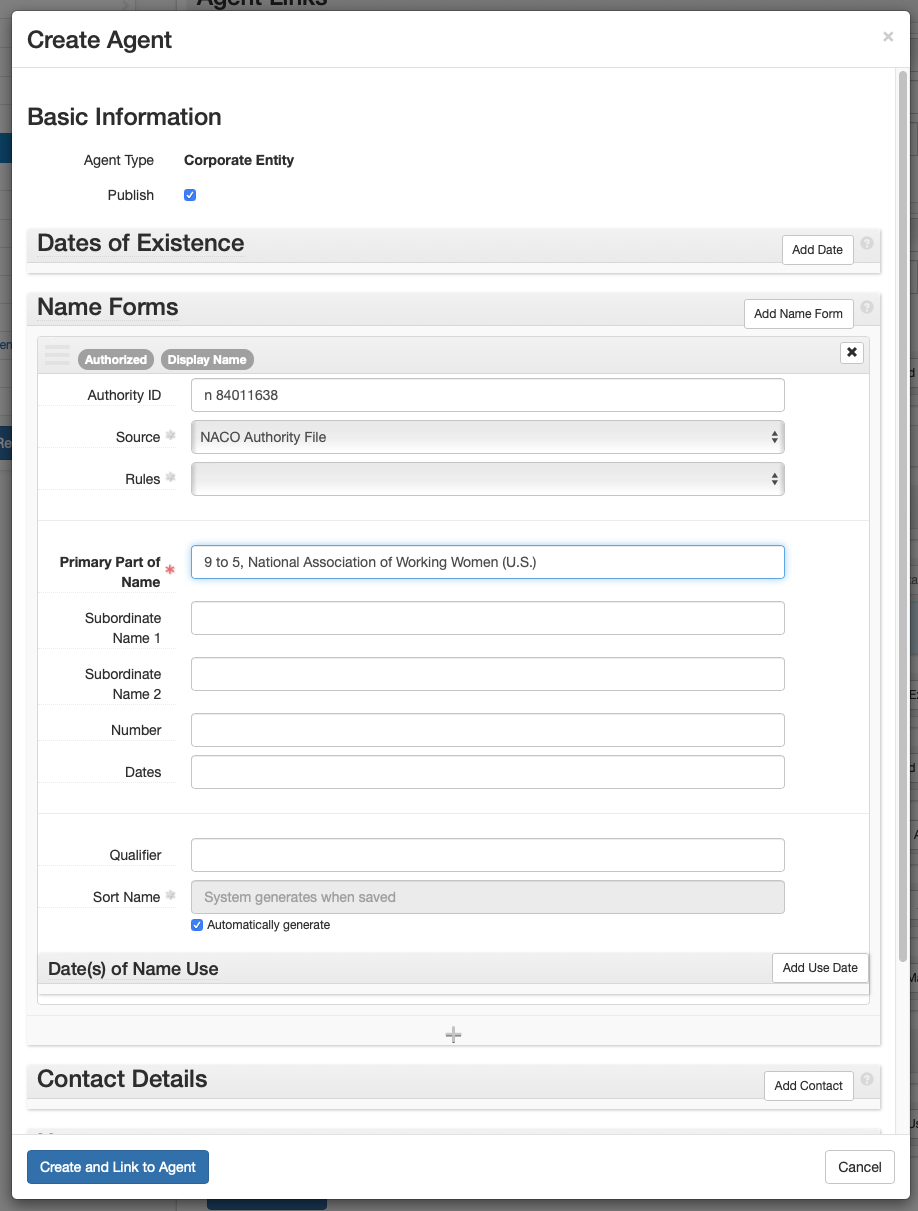 Agent Links
Create Agent
×
Basic Information
Agent Type Corporate Entity
Publish
Dates of Existence
Add Date
Name Forms
Add Name Form
Authorized Display Name
Authority ID n 84011638
Source NACO Authority File
Rules
Primary Part of
Name
9 to 5, National Association of Working Women (U.S.)
Subordinate
Name 1
Subordinate
Name 2
Number
Dates
Qualifier
Sort Name System generates when saved
Automatically generate
Date(s) of Name Use
Add Use Date
Contact Details
Add Contact
Create and Link to Agent
Cancel